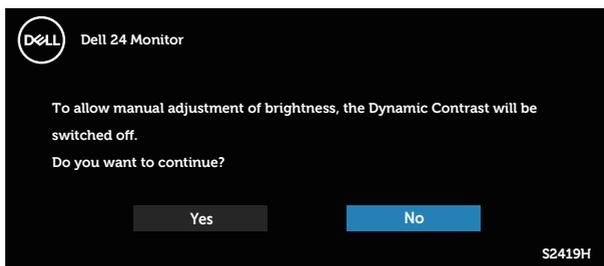 DELL
Dell 24 Monitor
To allow manual adjustment of brightness, the Dynamic Contrast will be
switched off.
Do you want to continue?
Yes No
S2419H